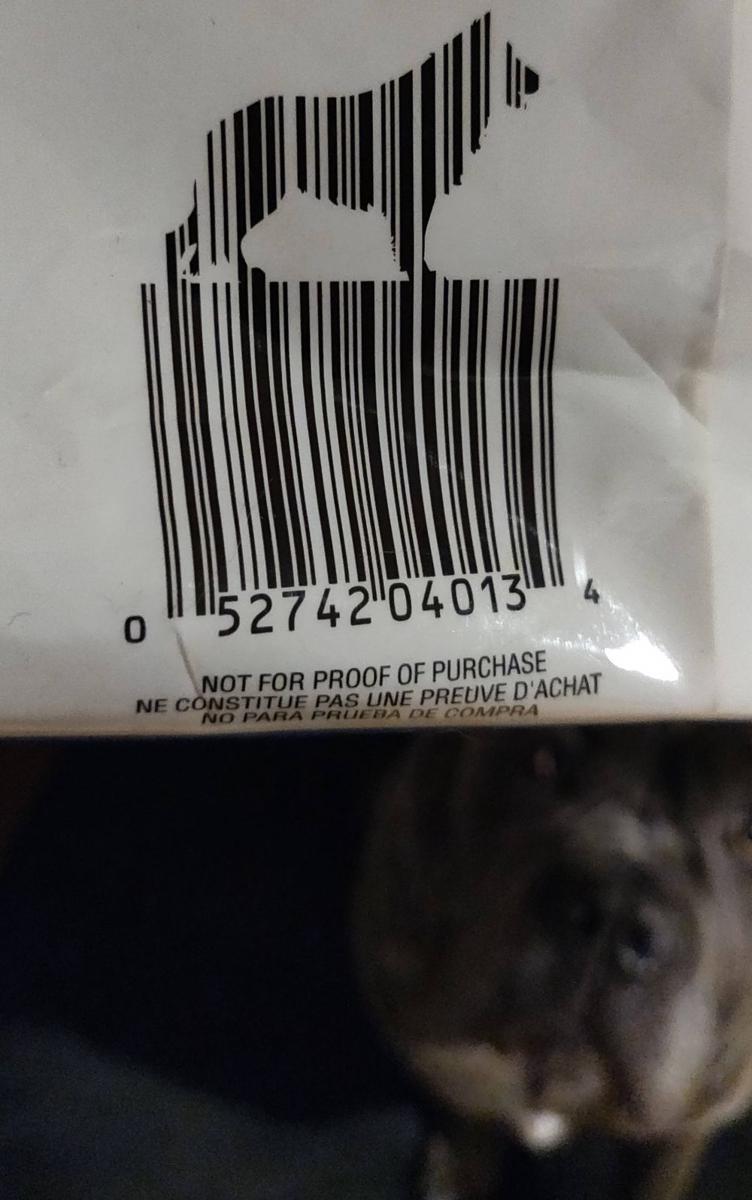 0 52742 04013 4
NOT FOR PROOF OF PURCHASE
NE CONSTITUE PAS UNE PREUVE D'ACHAT
NO PARA PRUEBA DE COMPRA